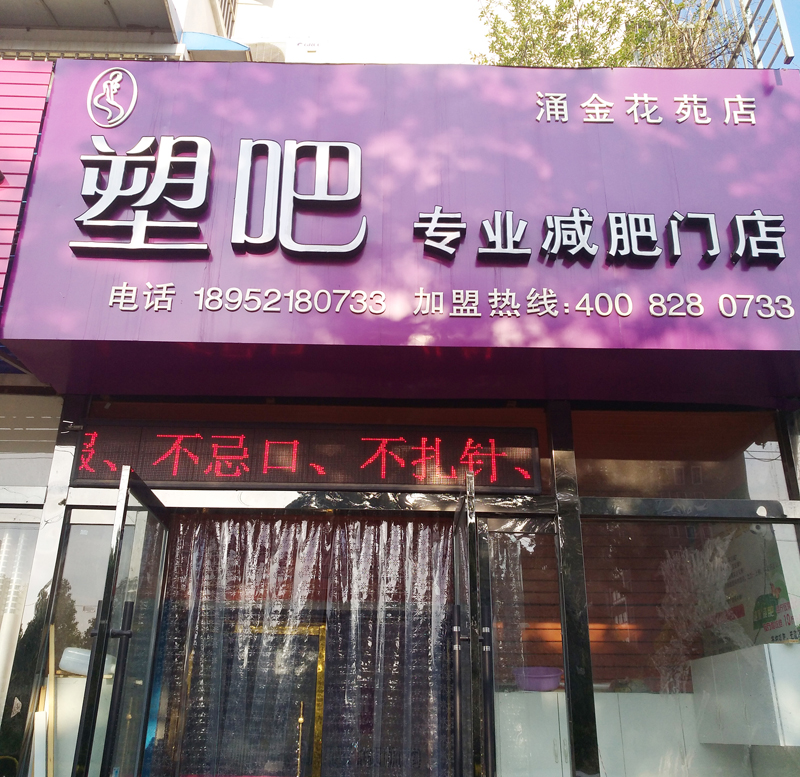 涌金花苑店
塑吧 专业减肥门店
电话 18952180733 加盟热线:400 828 0733
、不忌口、不扎针、